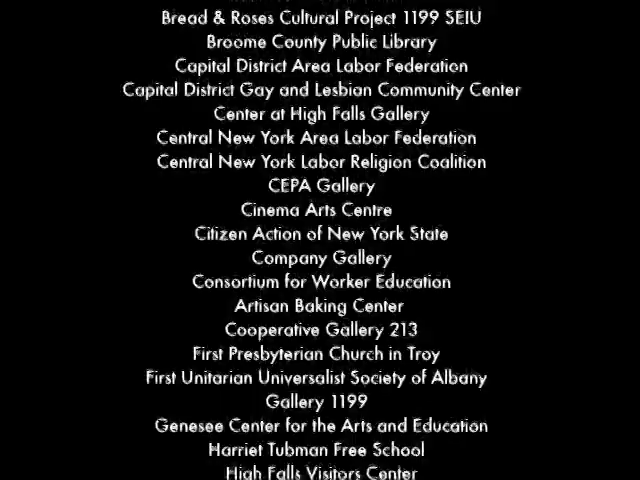 Bread & Roses Cultural Project 1199 SEIU
Broome County Public Library
Capital District Area Labor Federation
Capital District Gay and Lesbian Community Center
Center at High Falls Gallery
Central New York Area Labor Federation
Central New York Labor Religion Coalition
CEPA Gallery
Cinema Arts Centre
Citizen Action of New York State
Company Gallery
Consortium for Worker Education
Artisan Baking Center
Cooperative Gallery 213
First Presbyterian Church in Troy
First Unitarian Universalist Society of Albany
Gallery 1199
Genesee Center for the Arts and Education
Harriet Tubman Free School
High Falls Visitors Center